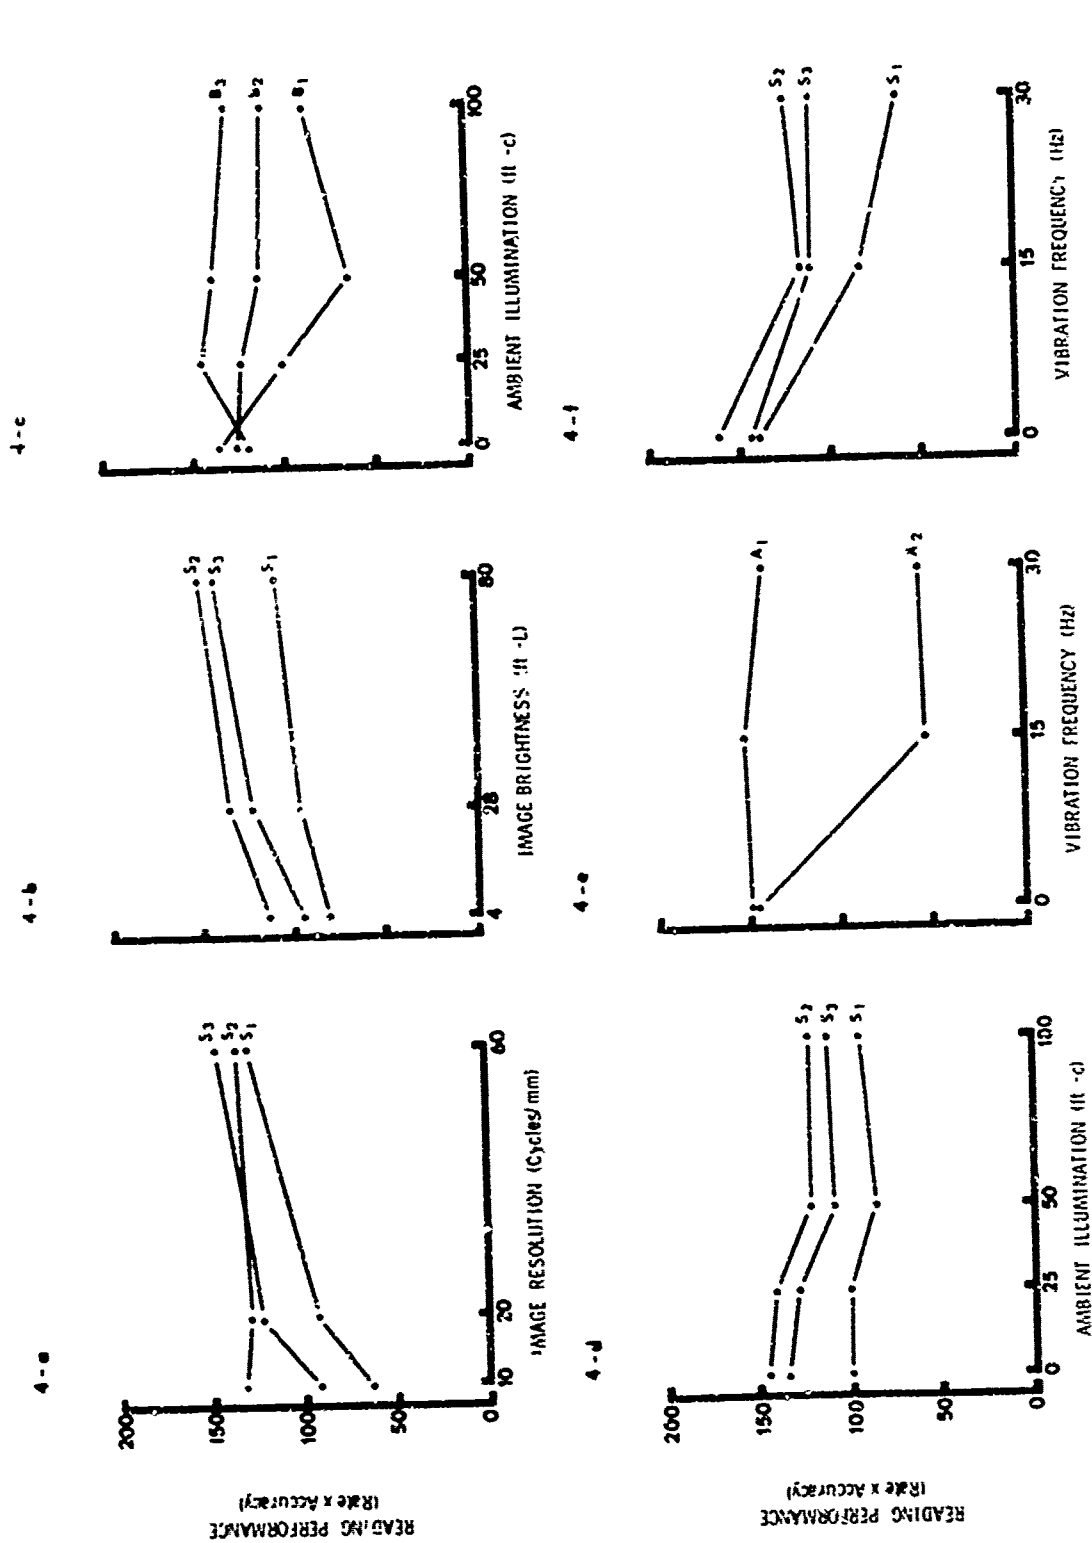 4-a
READING PERFORMANCE
(Rate x Accuracy)
200
150
100
50
0
S3
S2
S1
10
20
60
IMAGE RESOLUTION (Cycles/mm)
4-b
S2
S3
S1
4
28
80
IMAGE BRIGHTNESS (ft -L)
4-c
B3
B2
B1
0
25
50
100
AMBIENT ILLUMINATION (ft -c)
4-d
READING PERFORMANCE
(Rate x Accuracy)
200
150
100
50
0
S2
S3
S1
0
25
50
100
AMBIENT ILLUMINATION (ft -c)
4-e
A1
A2
0
15
30
VIBRATION FREQUENCY (Hz)
4-f
S2
S3
S1
0
15
30
VIBRATION FREQUENCY (Hz)